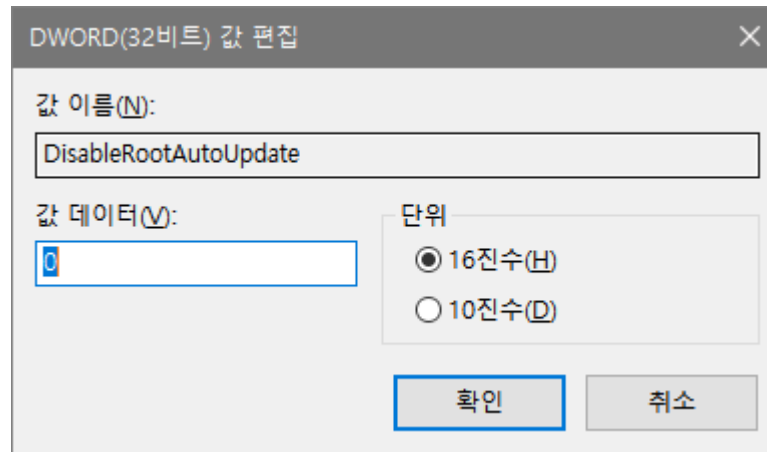 DWORD(32비트) 값 편집
값 이름(N):
DisableRootAutoUpdate
값 데이터(V):
단위
0
16진수(H)
10진수(D)
확인
취소